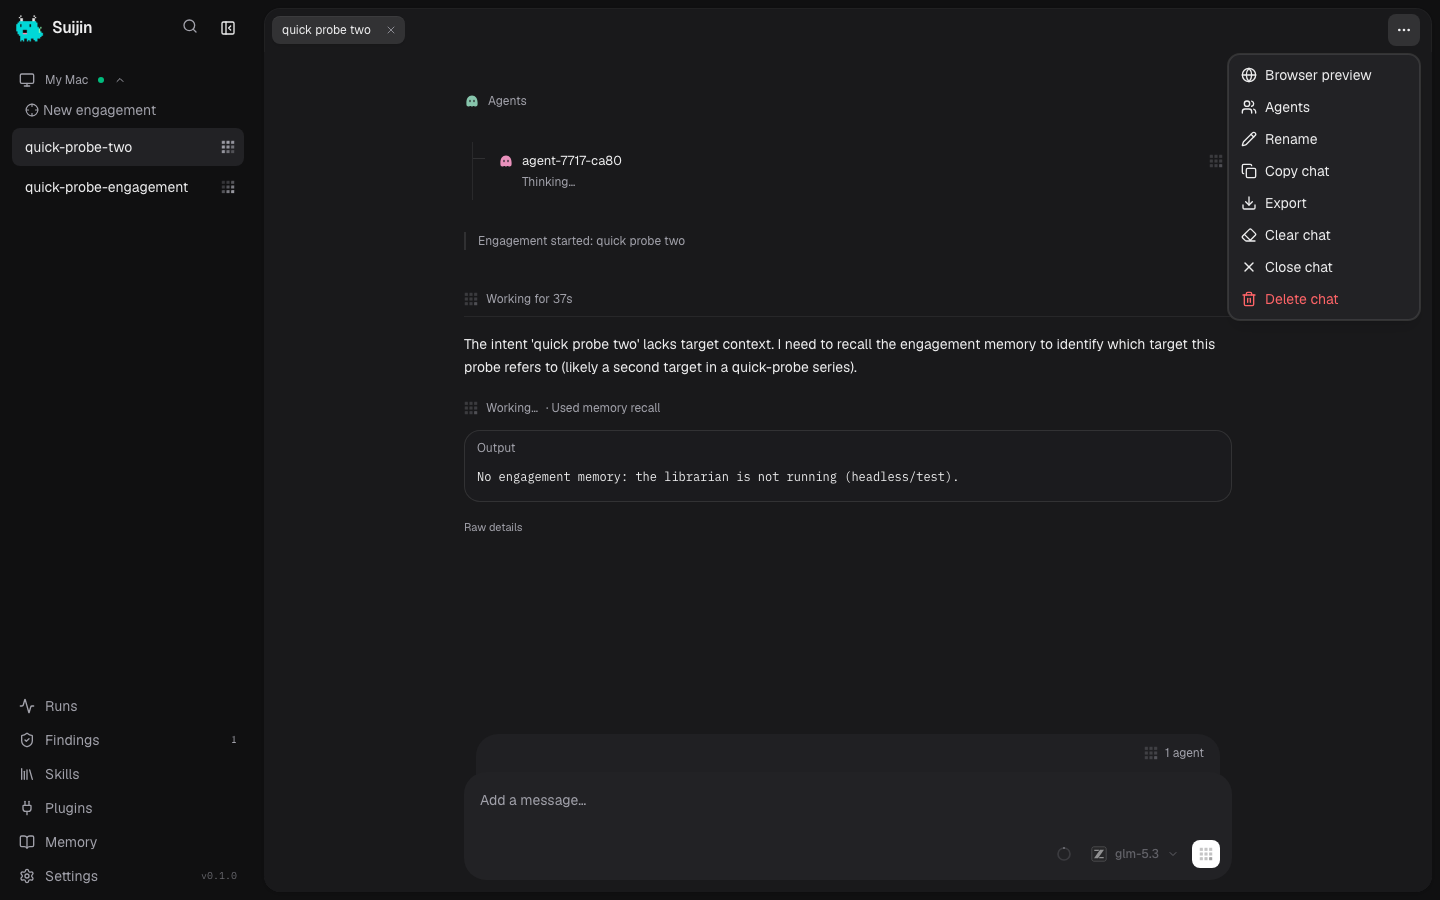 Suijin
My Mac
New engagement
quick-probe-two
quick-probe-engagement
Runs
Findings 1
Skills
Plugins
Memory
Settings v0.1.0
quick probe two
Agents
agent-7717-ca80
Thinking…
Engagement started: quick probe two
Working for 37s
The intent 'quick probe two' lacks target context. I need to recall the engagement memory to identify which target this
probe refers to (likely a second target in a quick-probe series).
Working… · Used memory recall
Output
No engagement memory: the librarian is not running (headless/test).
Raw details
1 agent
Add a message…
glm-5.3
Browser preview
Agents
Rename
Copy chat
Export
Clear chat
Close chat
Delete chat